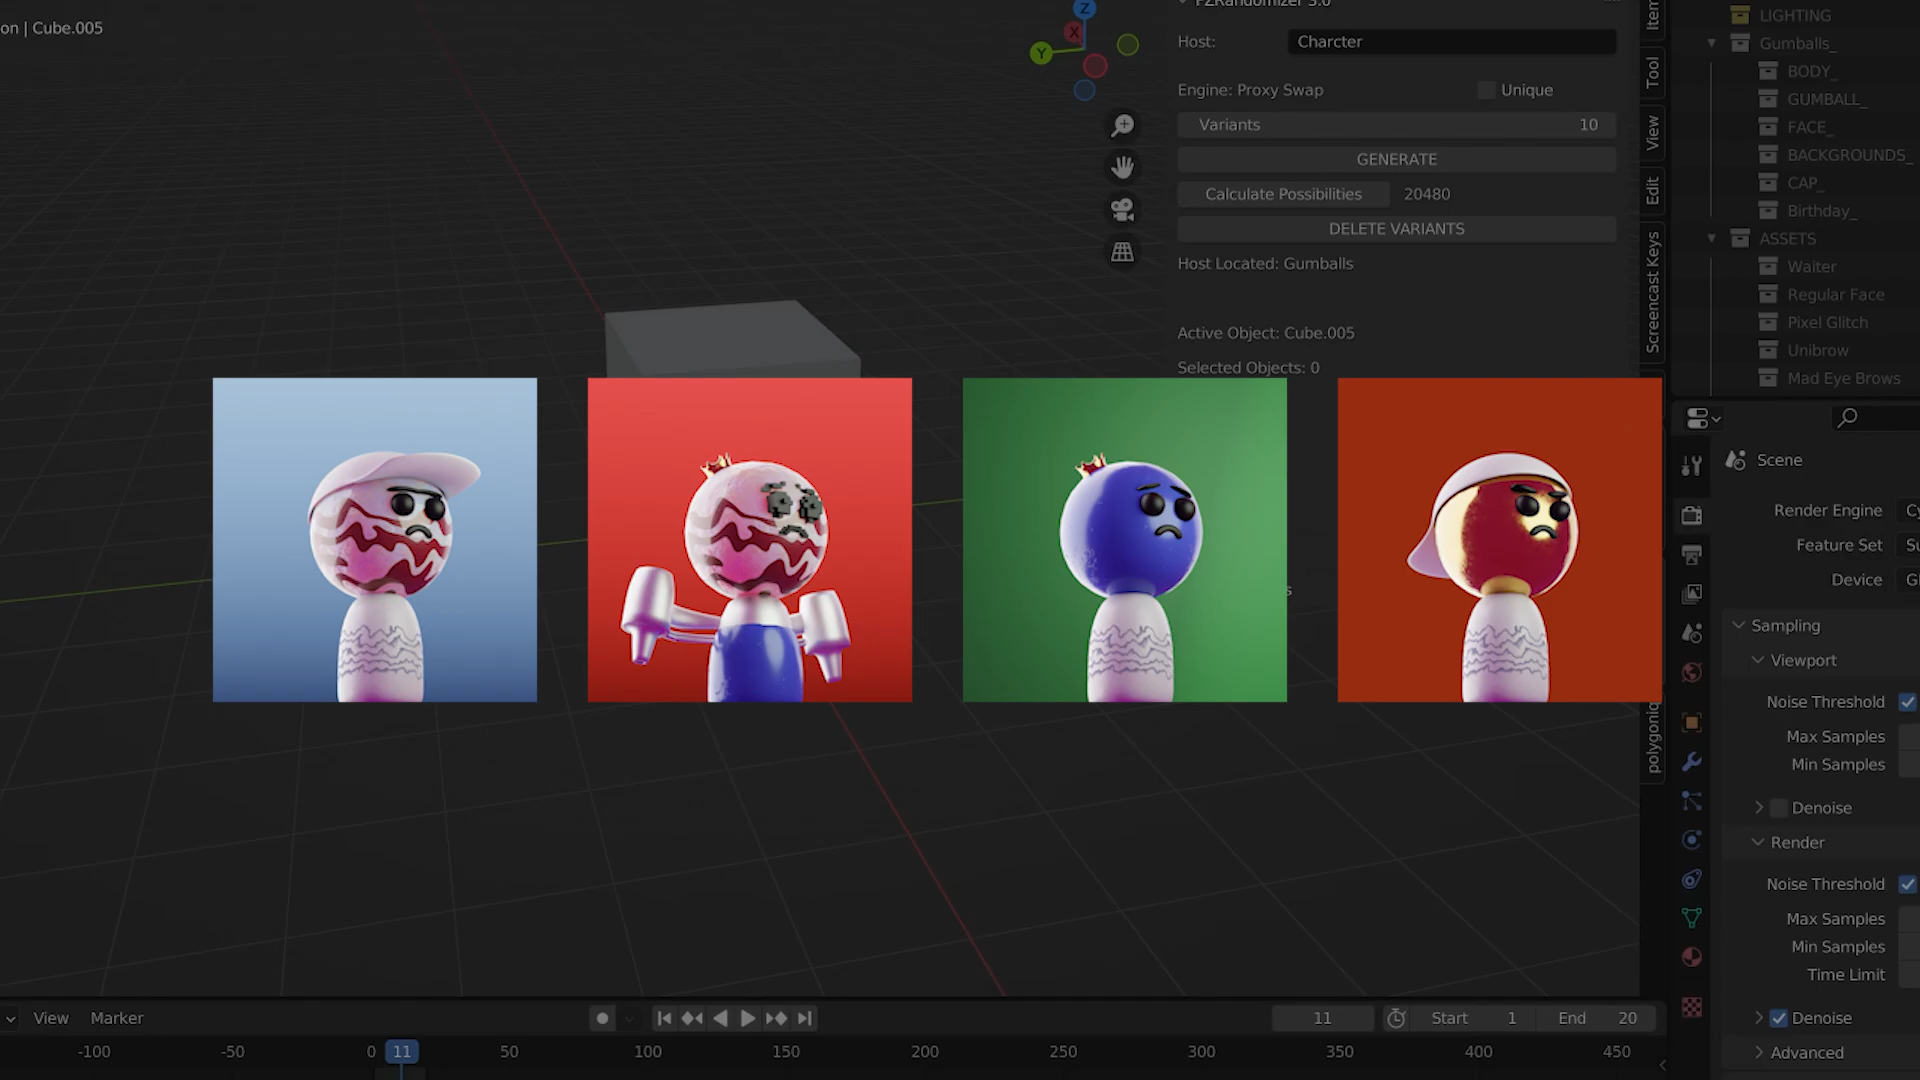 on | Cube.005
Z
X
Y
PZRandomizer 3.0
Host:
Charcter
Engine: Proxy Swap
Unique
Variants
10
GENERATE
Calculate Possibilities
20480
DELETE VARIANTS
Host Located: Gumballs
Active Object: Cube.005
Selected Objects: 0
s
Item
Tool
View
Edit
Screencast Keys
polygoniq
LIGHTING
Gumballs_
BODY_
GUMBALL_
FACE_
BACKGROUNDS_
CAP_
Birthday_
ASSETS
Waiter
Regular Face
Pixel Glitch
Unibrow
Mad Eye Brows
Scene
Render Engine
Cy
Feature Set
Su
Device
G
Sampling
Viewport
Noise Threshold
Max Samples
Min Samples
Denoise
Render
Noise Threshold
Max Samples
Min Samples
Time Limit
Denoise
Advanced
View
Marker
11
Start
1
End
20
-100
-50
0
11
50
100
150
200
250
300
350
400
450